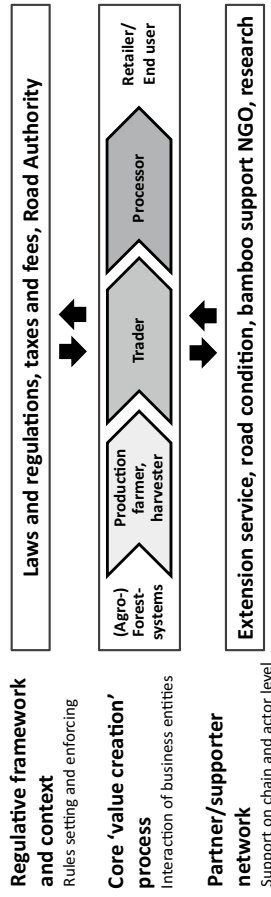 Regulative framework
and context
Rules setting and enforcing
Laws and regulations, taxes and fees, Road Authority
Core ‘value creation’
process
Interaction of business entities
(Agro-)
Forest-
systems
Production
farmer,
harvester
Trader
Processor
Retailer/
End user
Partner/supporter
network
Support on chain and actor level
Extension service, road condition, bamboo support NGO, research